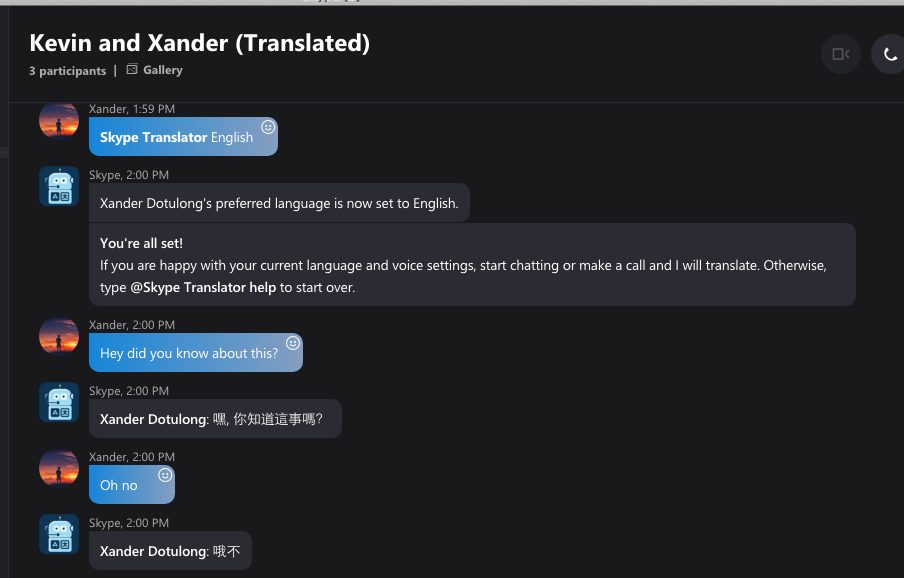 Kevin and Xander (Translated)
3 participants | Gallery
Xander, 1:59 PM
Skype Translator English
Skype, 2:00 PM
Xander Dotulong's preferred language is now set to English.
You're all set!
If you are happy with your current language and voice settings, start chatting or make a call and I will translate. Otherwise,
type @Skype Translator help to start over.
Xander, 2:00 PM
Hey did you know about this?
Skype, 2:00 PM
Xander Dotulong: 嘿, 你知道這事嗎?
Xander, 2:00 PM
Oh no
Skype, 2:00 PM
Xander Dotulong: 哦不